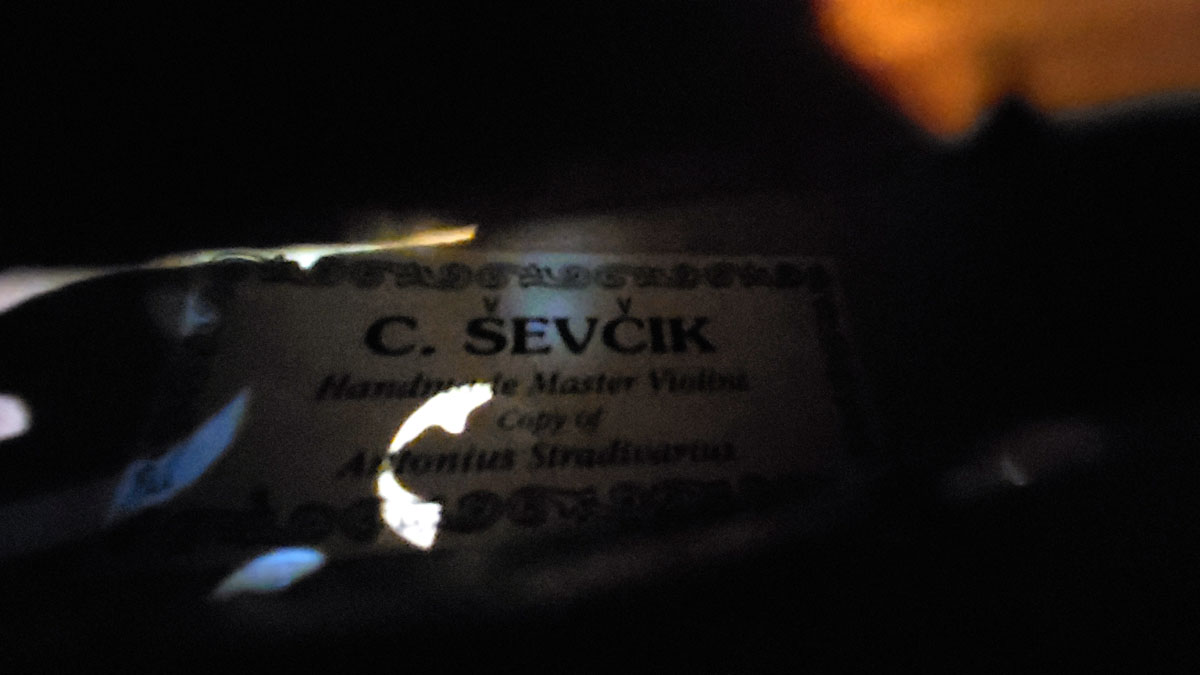 C. ŠEVČIK
Handmade Master Violins
Copy of
Antonius Stradivarius